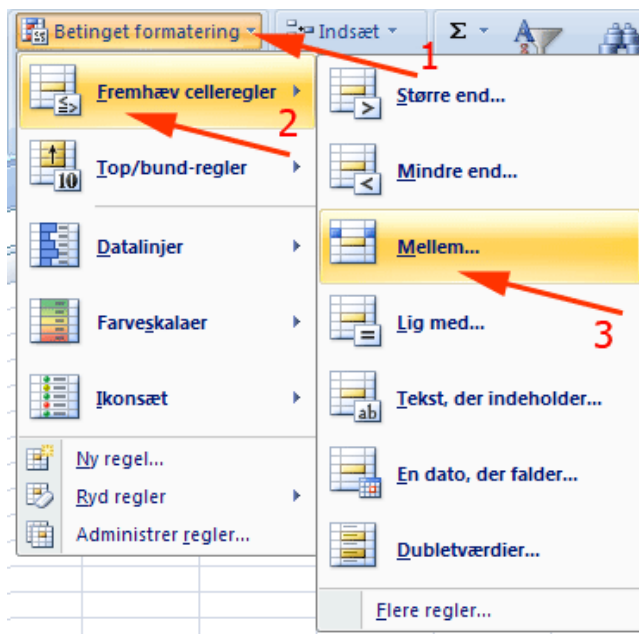 Betinget formatering
Indsæt
Σ
A
Z
1
Fremhæv celleregler
2
Top/bund-regler
10
Datalinjer
Farveskalaer
Ikonsæt
Ny regel...
Ryd regler
Administrer regler...
Større end...
>
Mindre end...
<
Mellem...
3
Lig med...
=
Tekst, der indeholder...
ab
En dato, der falder...
Dubletværdier...
Flere regler...